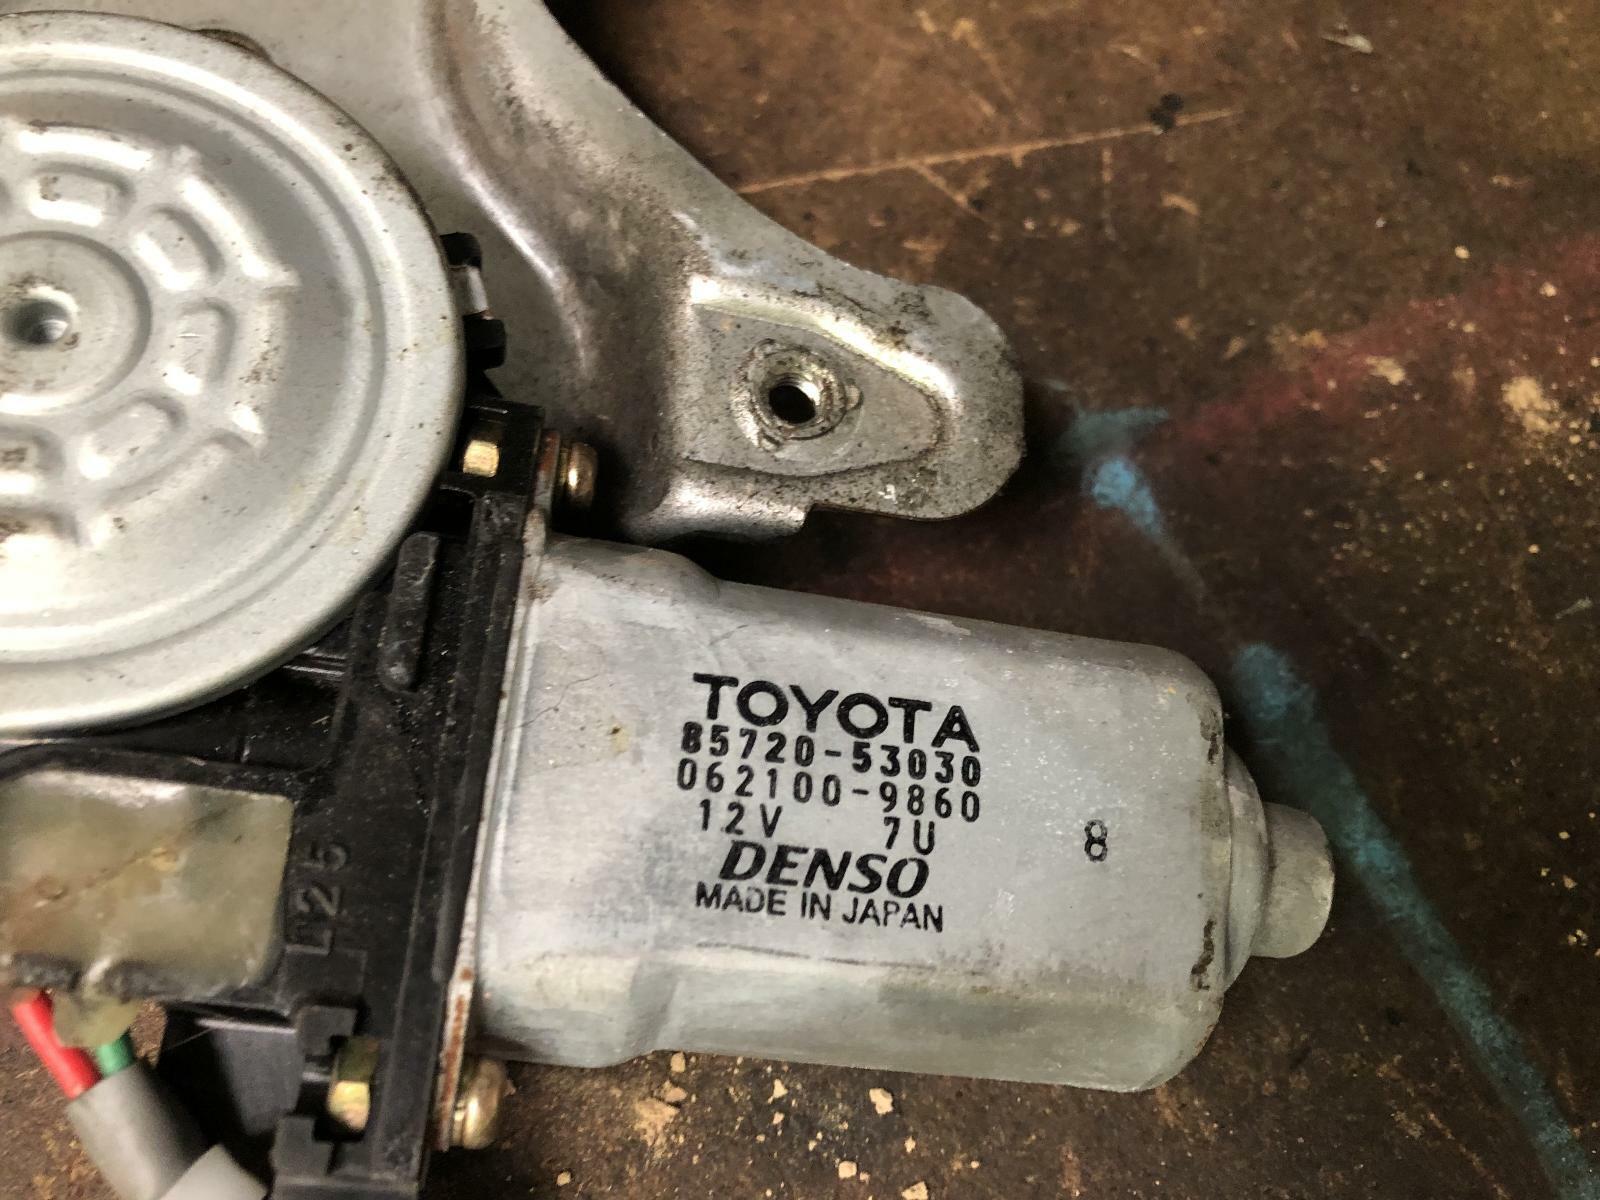 TOYOTA
85720-53030
062100-9860
12V 7U
DENSO
MADE IN JAPAN
8
L25